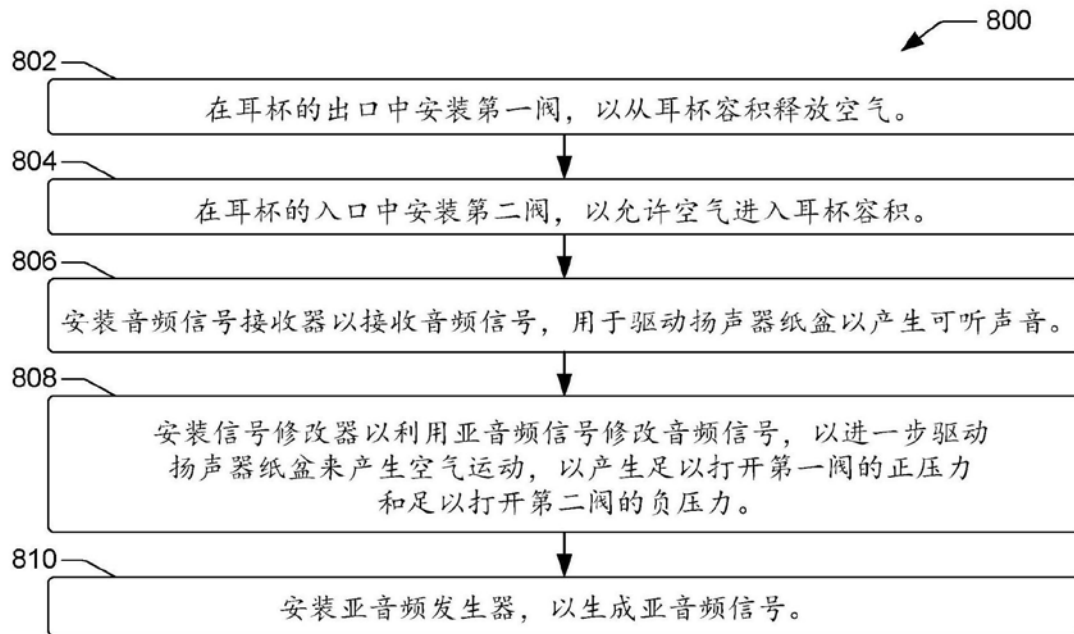 800
802
在耳杯的出口中安装第一阀，以从耳杯容积释放空气。
804
在耳杯的入口中安装第二阀，以允许空气进入耳杯容积。
806
安装音频信号接收器以接收音频信号，用于驱动扬声器纸盆以产生可听声音。
808
安装信号修改器以利用亚音频信号修改音频信号，以进一步驱动
扬声器纸盆来产生空气运动，以产生足以打开第一阀的正压力
和足以打开第二阀的负压力。
810
安装亚音频发生器，以生成亚音频信号。